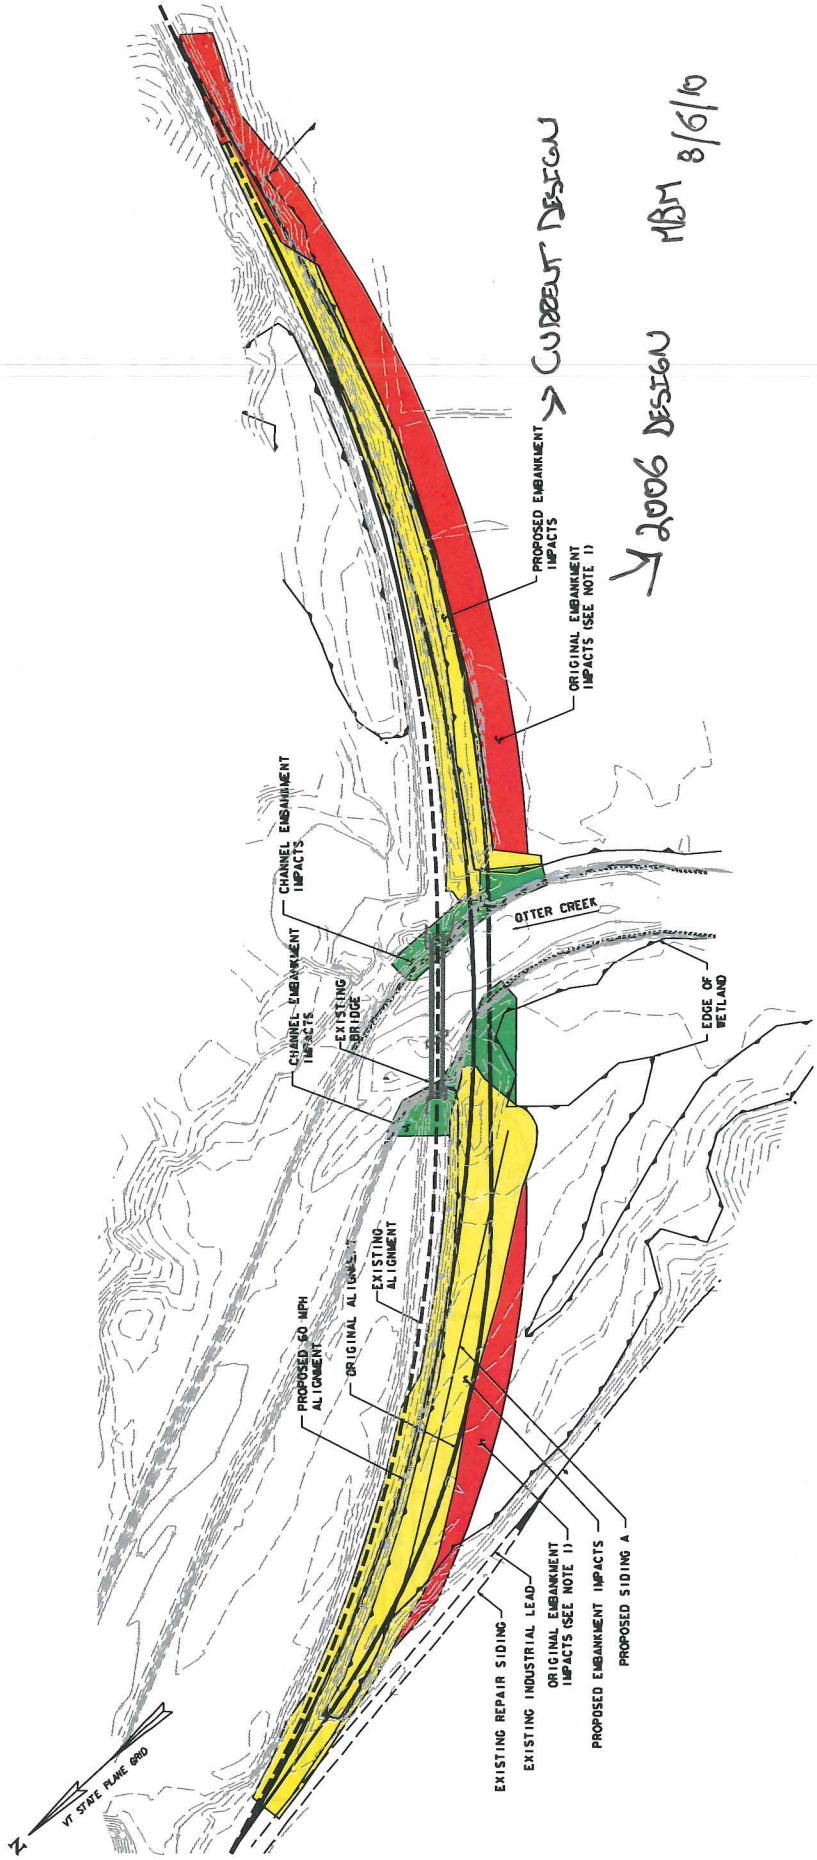 N
VT STATE PLANE GRID
PROPOSED 60 MPH
ALIGNMENT
ORIGINAL ALIGNMENT
EXISTING
ALIGNMENT
CHANNEL EMBANKMENT
IMPACTS
EXISTING
BRIDGE
CHANNEL EMBANKMENT
IMPACTS
OTTER CREEK
EDGE OF
WETLAND
EXISTING REPAIR SIDING
EXISTING INDUSTRIAL LEAD
ORIGINAL EMBANKMENT
IMPACTS (SEE NOTE 1)
PROPOSED EMBANKMENT IMPACTS
PROPOSED SIDING A
PROPOSED EMBANKMENT
IMPACTS
ORIGINAL EMBANKMENT
IMPACTS (SEE NOTE 1)
CURRENT DESIGN
2006 DESIGN
MBM 8/6/10